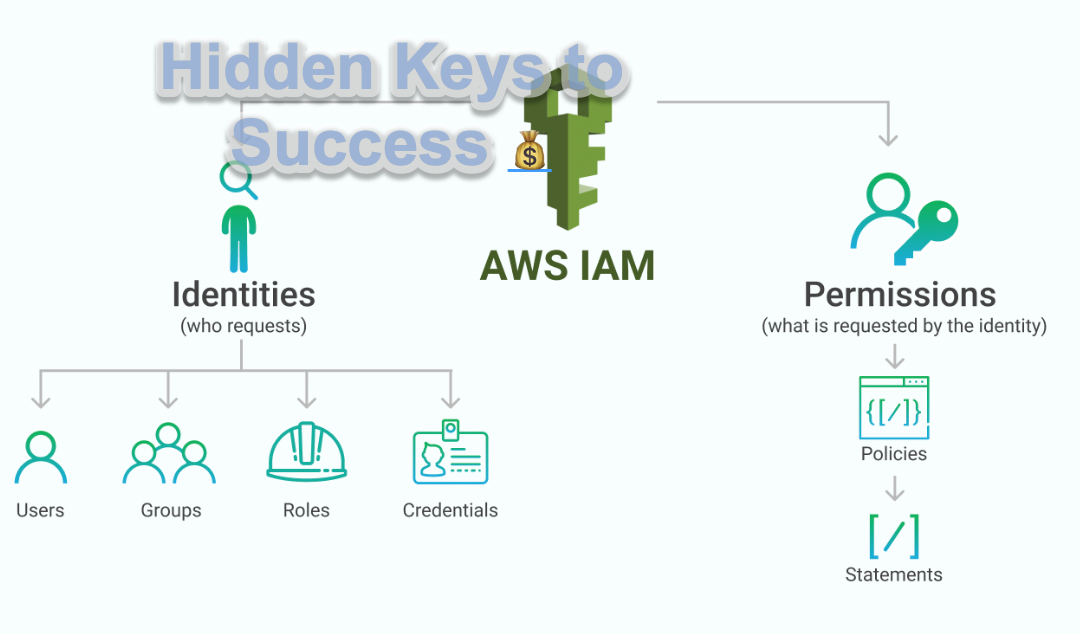 Hidden Keys to
Success 💰
AWS IAM
Identities
(who requests)
Permissions
(what is requested by the identity)
Users
Groups
Roles
Credentials
{[/]}
Policies
[/]
Statements